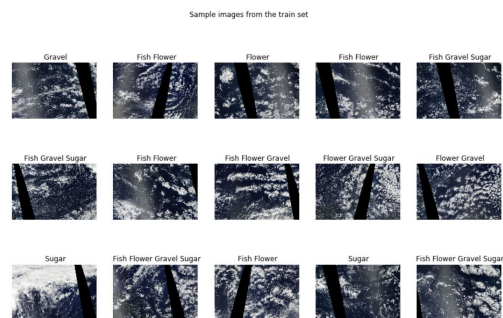 Sample images from the train set
Gravel
Fish Flower
Flower
Fish Flower
Fish Gravel Sugar
Fish Gravel Sugar
Fish Flower
Fish Flower Gravel
Flower Gravel Sugar
Flower Gravel
Sugar
Fish Flower Gravel Sugar
Fish Flower
Sugar
Fish Flower Gravel Sugar